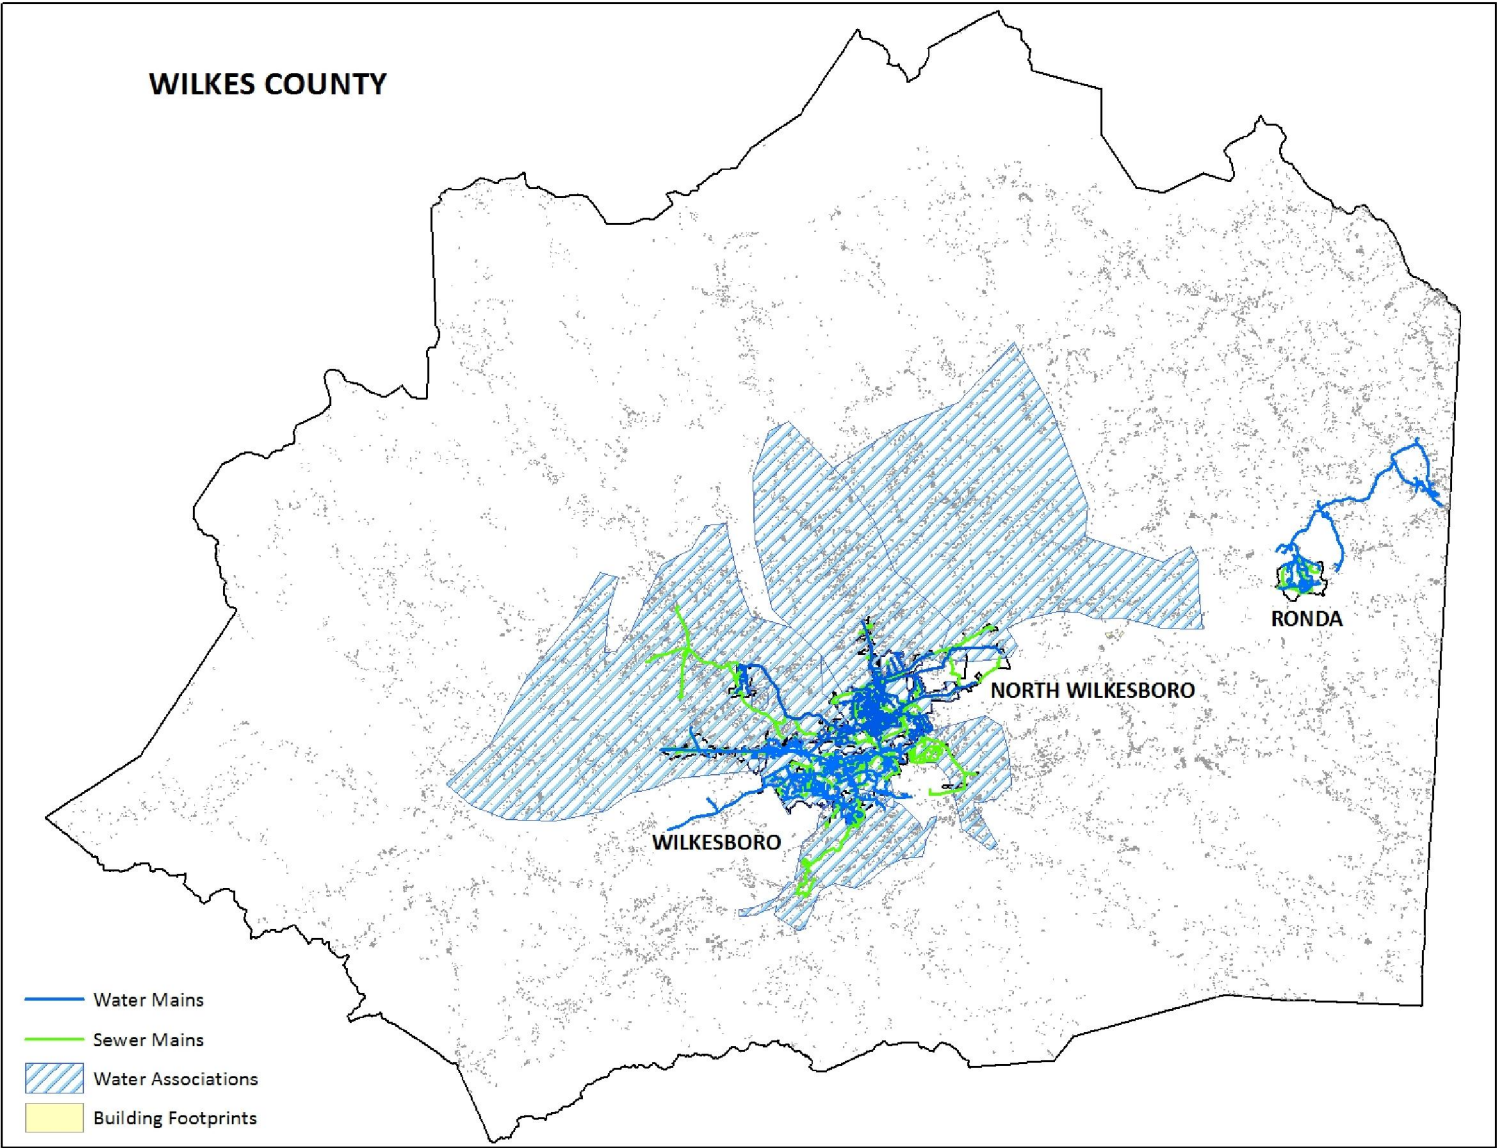 WILKES COUNTY
RONDA
NORTH WILKESBORO
WILKESBORO
Water Mains
Sewer Mains
Water Associations
Building Footprints